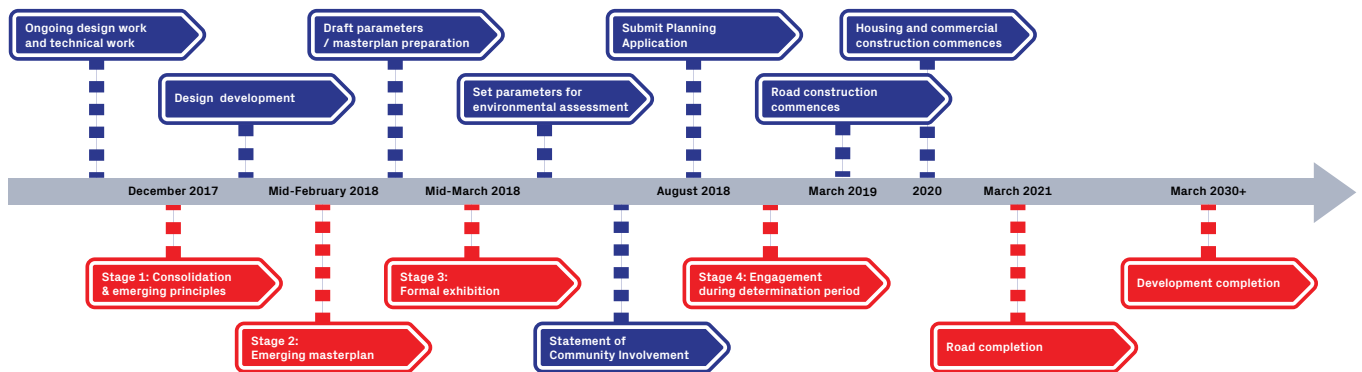 Ongoing design work
and technical work
Draft parameters
/ masterplan preparation
Submit Planning
Application
Housing and commercial
construction commences
Design development
Set parameters for
environmental assessment
Road construction
commences
December 2017
Mid-February 2018
Mid-March 2018
August 2018
March 2019
2020
March 2021
March 2030+
Stage 1: Consolidation
& emerging principles
Stage 3:
Formal exhibition
Stage 4: Engagement
during determination period
Development completion
Stage 2:
Emerging masterplan
Statement of
Community Involvement
Road completion